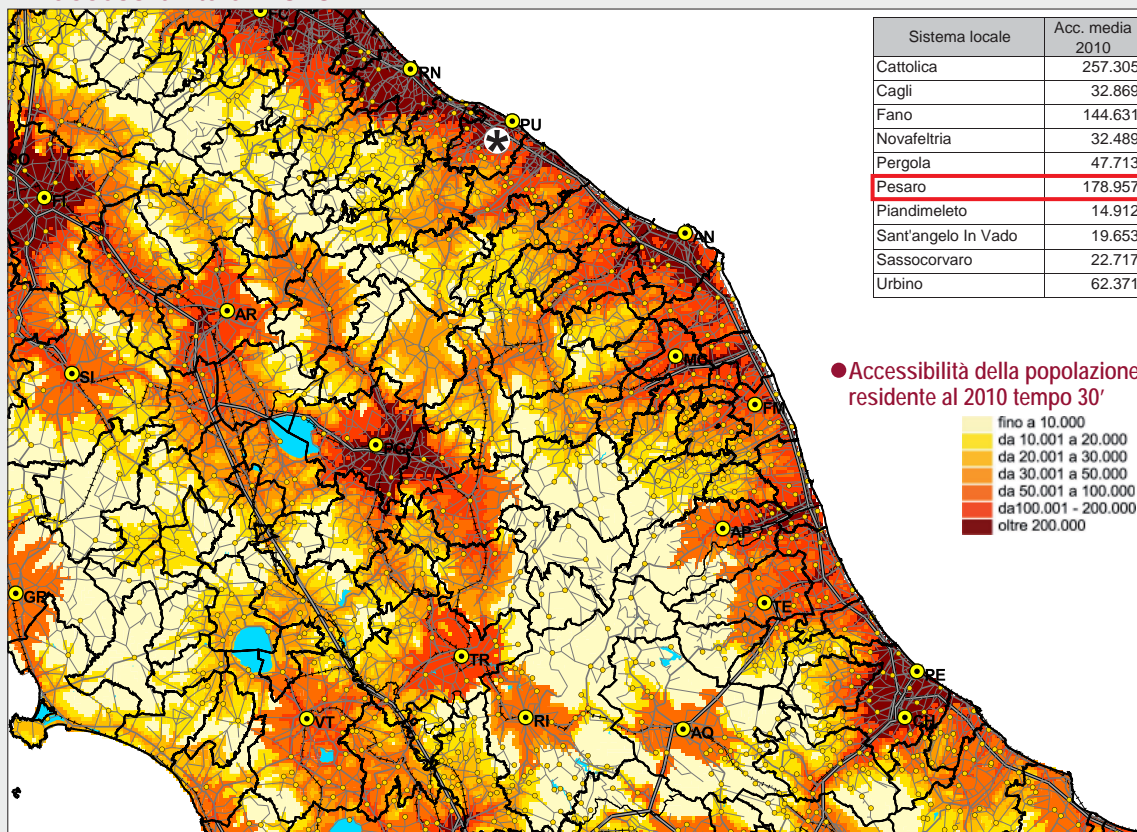 Sistema locale Acc. media 2010
Cattolica 257.305
Cagli 32.869
Fano 144.631
Novafeltria 32.489
Pergola 47.713
Pesaro 178.957
Piandimeleto 14.912
Sant'angelo In Vado 19.653
Sassocorvaro 22.717
Urbino 62.371
Accessibilità della popolazione
residente al 2010 tempo 30'
fino a 10.000
da 10.001 a 20.000
da 20.001 a 30.000
da 30.001 a 50.000
da 50.001 a 100.000
da100.001 - 200.000
oltre 200.000
RN
PU
*
FI
AN
AR
MC
SI
FM
PG
AP
GR
TE
TR
PE
VT
RI
AQ
CH